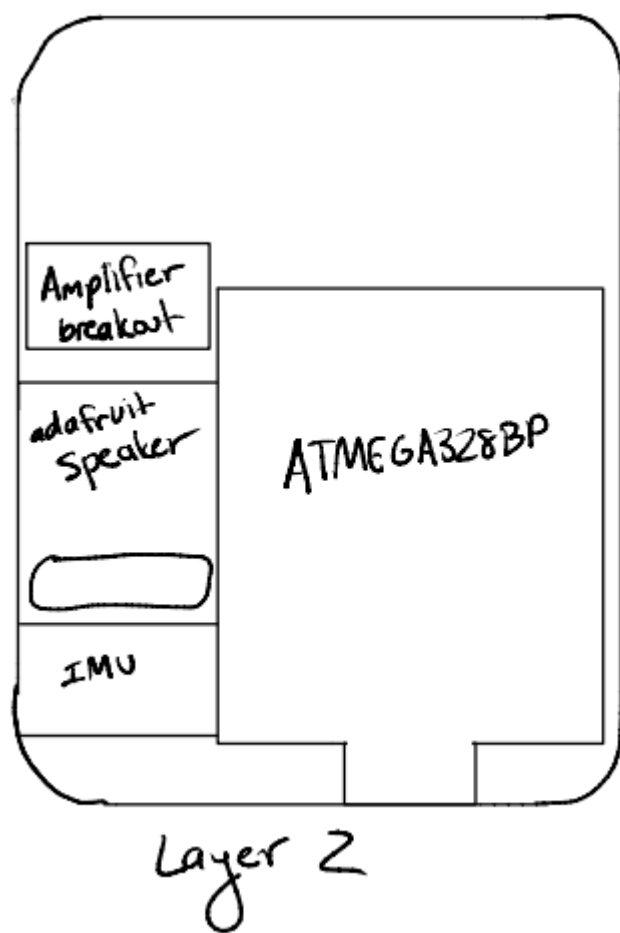 Amplifier
breakout
adafruit
Speaker
ATMEGA328BP
IMU
Layer 2